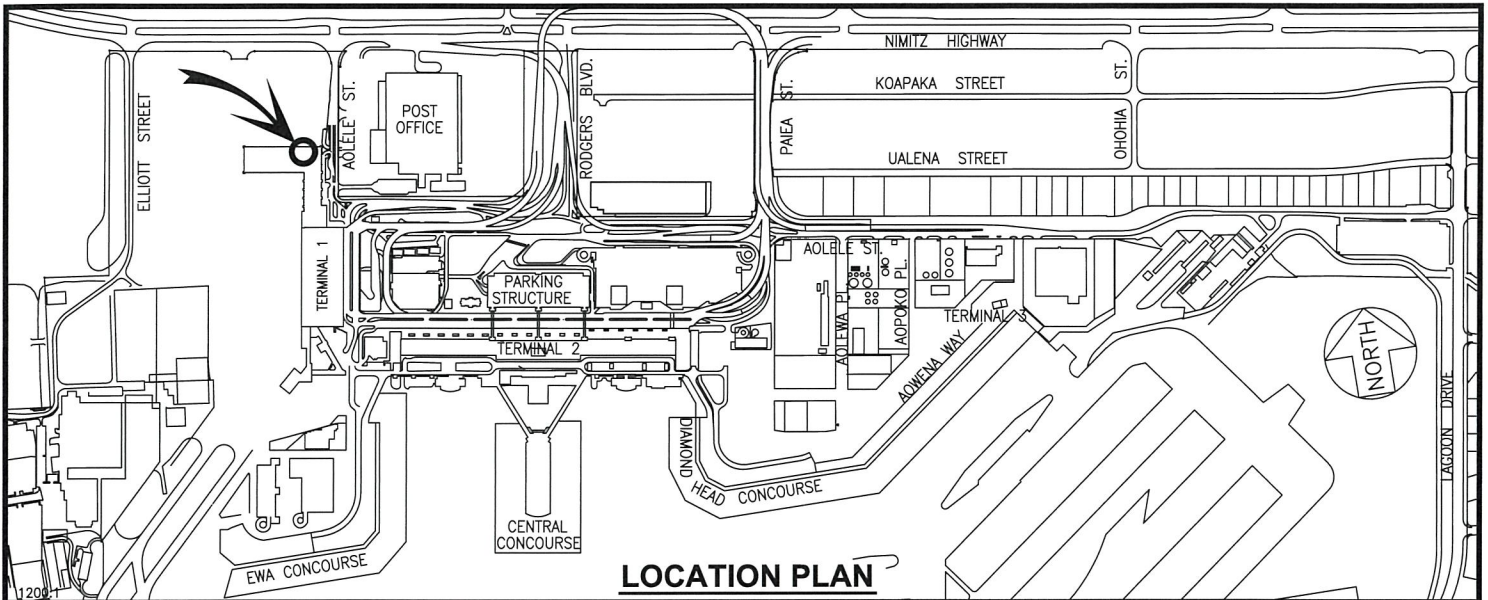 NIMITZ HIGHWAY
KOAPAKA STREET
UALENA STREET
ELLIOTT STREET
AOLELE ST.
POST
OFFICE
RODGERS BLVD.
PAIEA ST.
OHOHIA ST.
TERMINAL 1
PARKING
STRUCTURE
TERMINAL 2
AOLELE ST.
AOLEWA PL.
AOPOKO PL.
TERMINAL 3
AOWENA WAY
NORTH
LAGOON DRIVE
DIAMOND HEAD CONCOURSE
CENTRAL
CONCOURSE
EWA CONCOURSE
LOCATION PLAN